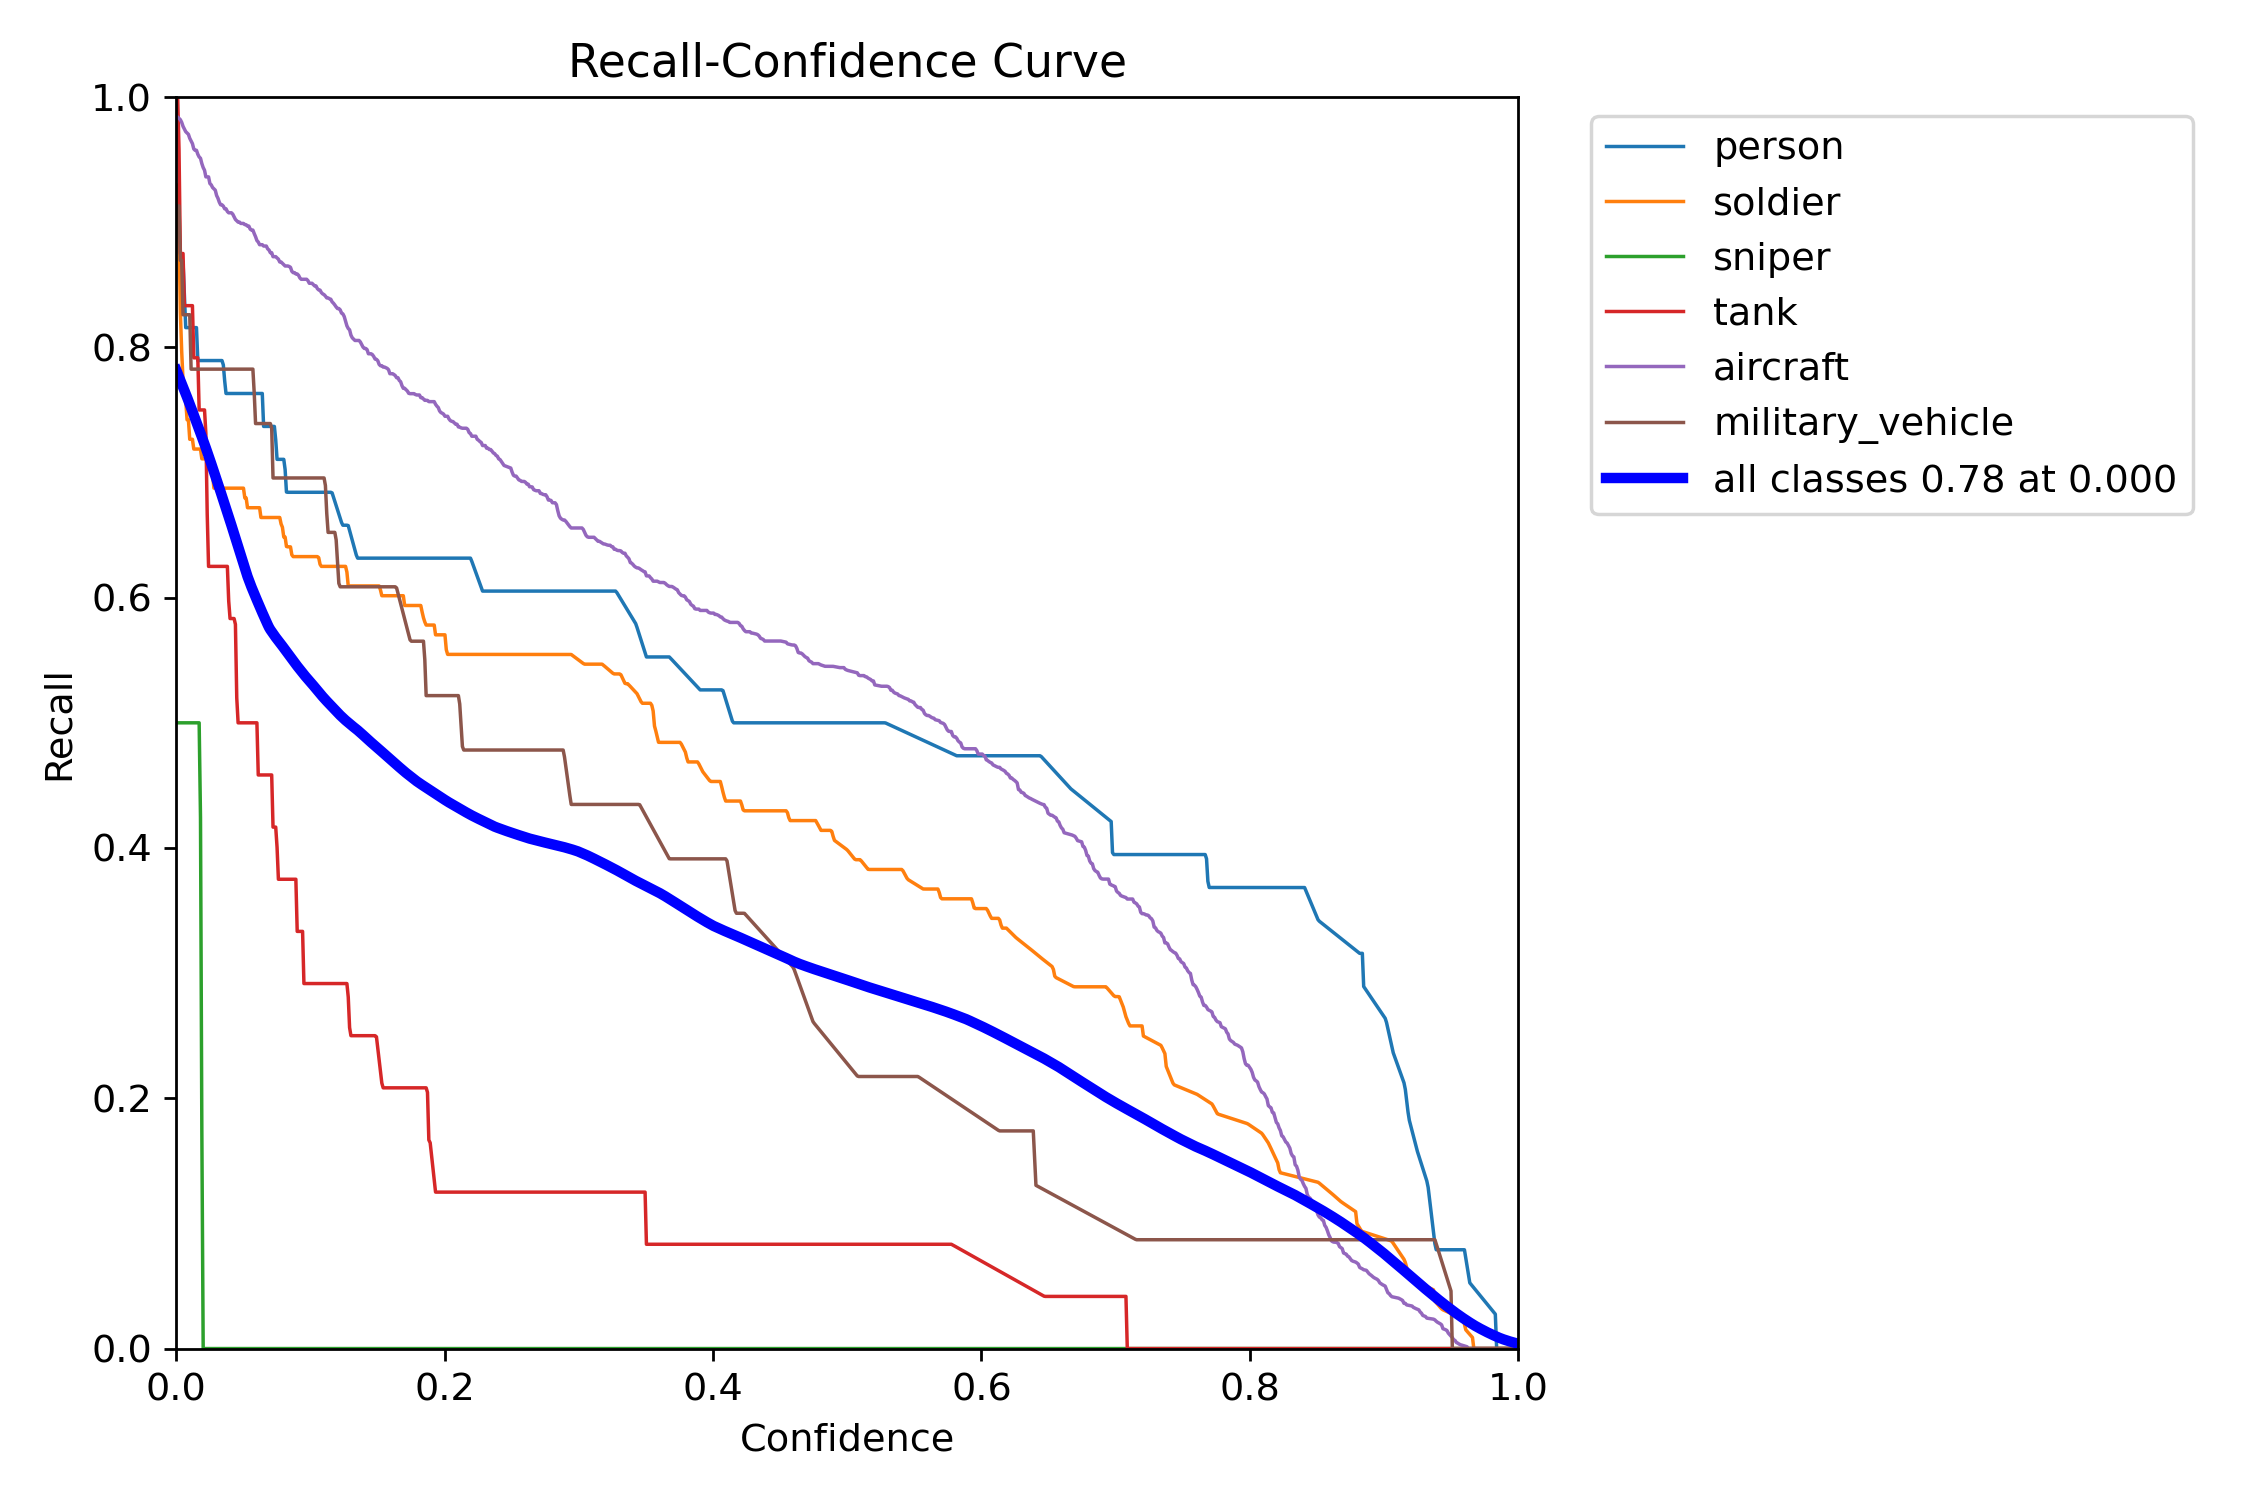 Recall-Confidence Curve
1.0
0.8
0.6
0.4
0.2
0.0
Recall
0.0 0.2 0.4 0.6 0.8 1.0
Confidence
person
soldier
sniper
tank
aircraft
military_vehicle
all classes 0.78 at 0.000